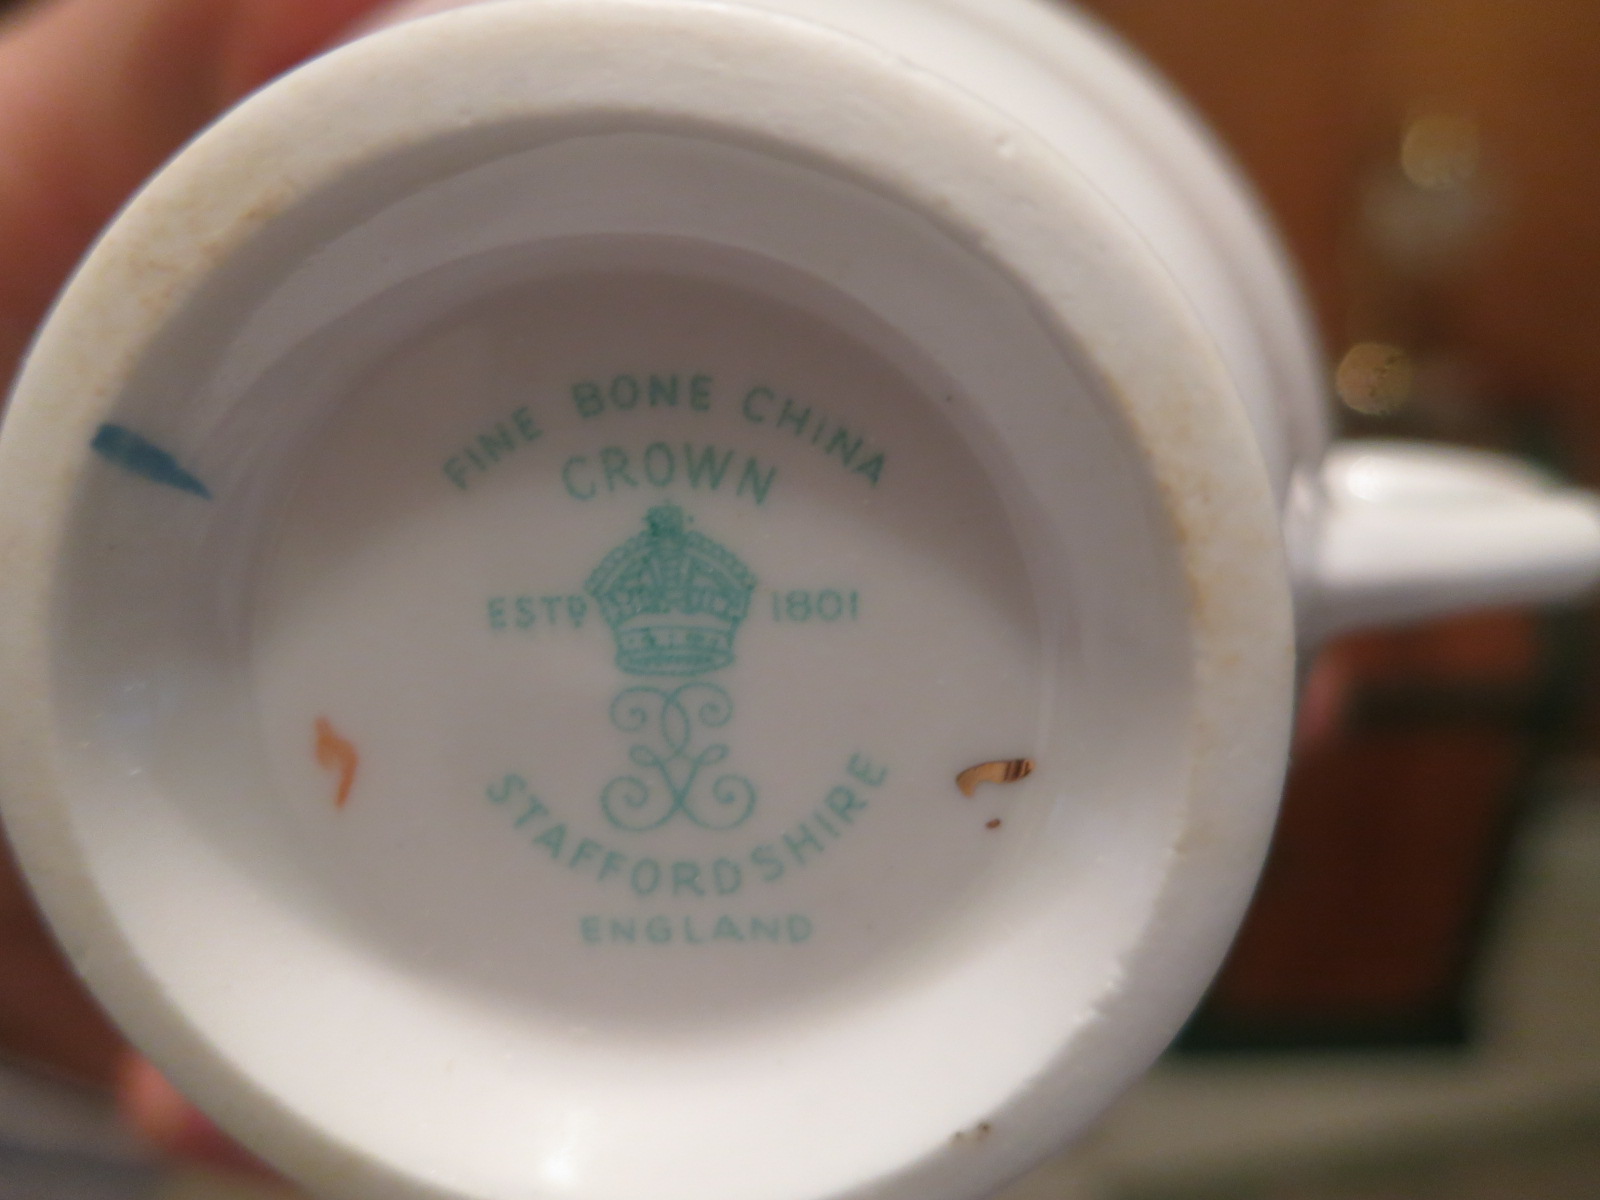 FINE BONE CHINA
CROWN
ESTD 1801
STAFFORDSHIRE
ENGLAND